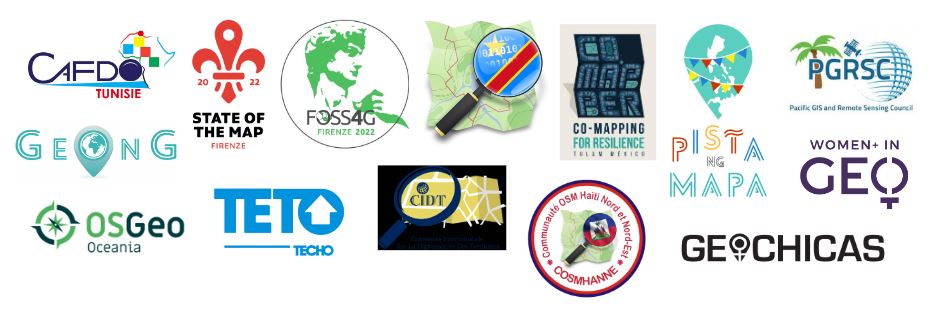 CAFDO
TUNISIE
20 22
STATE OF
THE MAP
FIRENZE
FOSS4G
FIRENZE 2022
CO
MAP
PER
CO-MAPPING
FOR RESILIENCE
TULUM MÉXICO
PISTA
NG
MAPA
PGRSC
Pacific GIS and Remote Sensing Council
GEONG
WOMEN+ IN
GEO
OSGeo
Oceania
TETO
TECHO
CIDT
Communauté OSM Haiti Nord et Nord-Est
COSMHANNE
GEOCHICAS